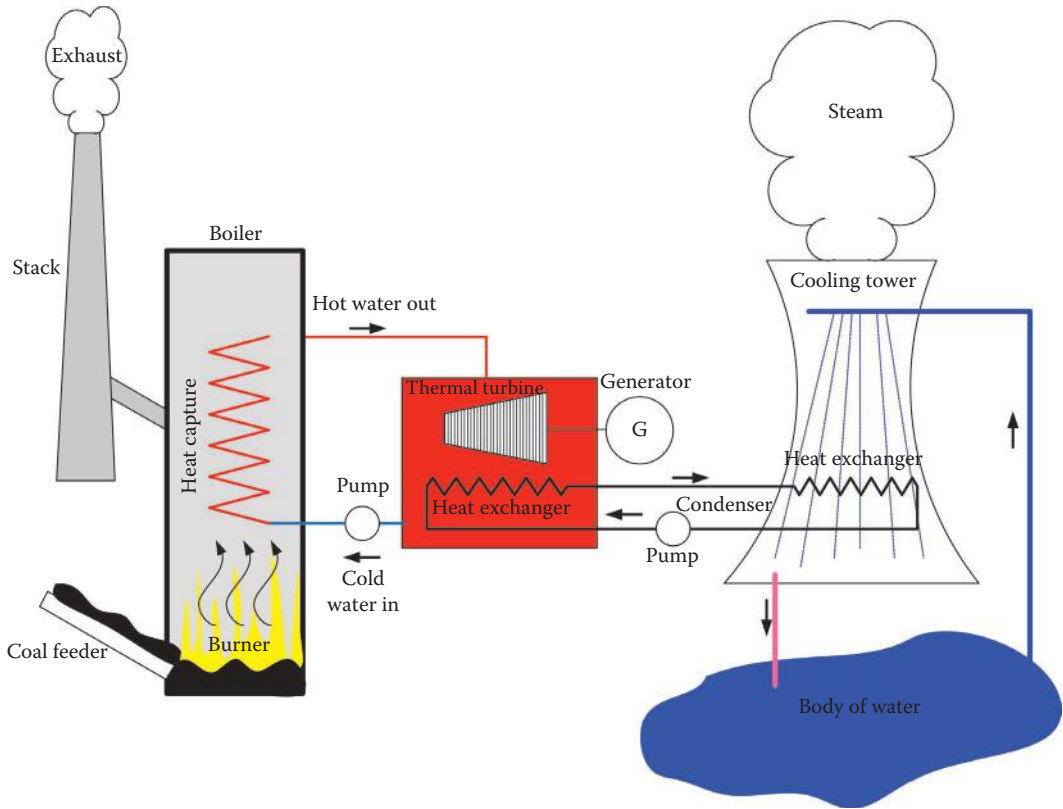 Exhaust
Steam
Boiler
Stack
Cooling tower
Hot water out
Thermal turbine
Generator
G
Heat capture
Heat exchanger
Pump
Heat exchanger
Condenser
Pump
Cold
water in
Burner
Coal feeder
Body of water